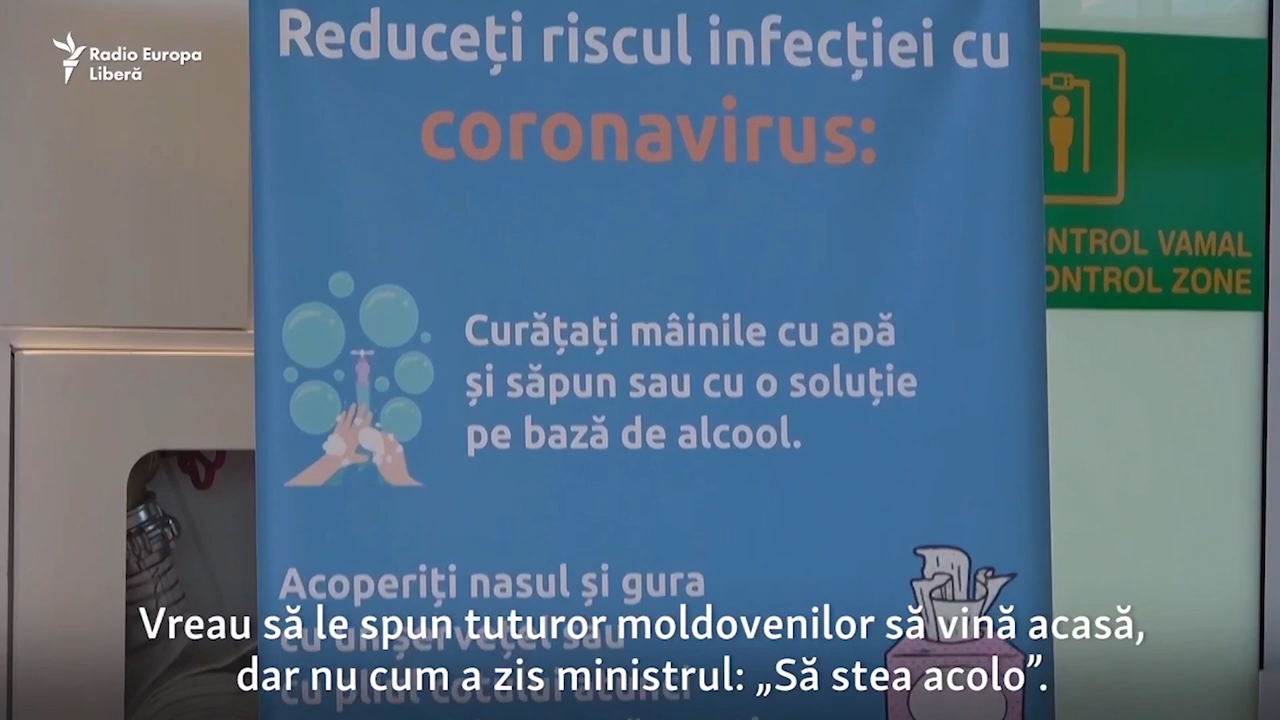 Radio Europa
Liberă
Reduceți riscul infecției cu
coronavirus:
NTROL VAMAL
ONTROL ZONE
Curățați mâinile cu apă
și săpun sau cu o soluție
pe bază de alcool.
Acoperiți nasul și gura
cu un șervețel sau
cu pliul cotului atunci
Vreau să le spun tuturor moldovenilor să vină acasă,
dar nu cum a zis ministrul: „Să stea acolo”.